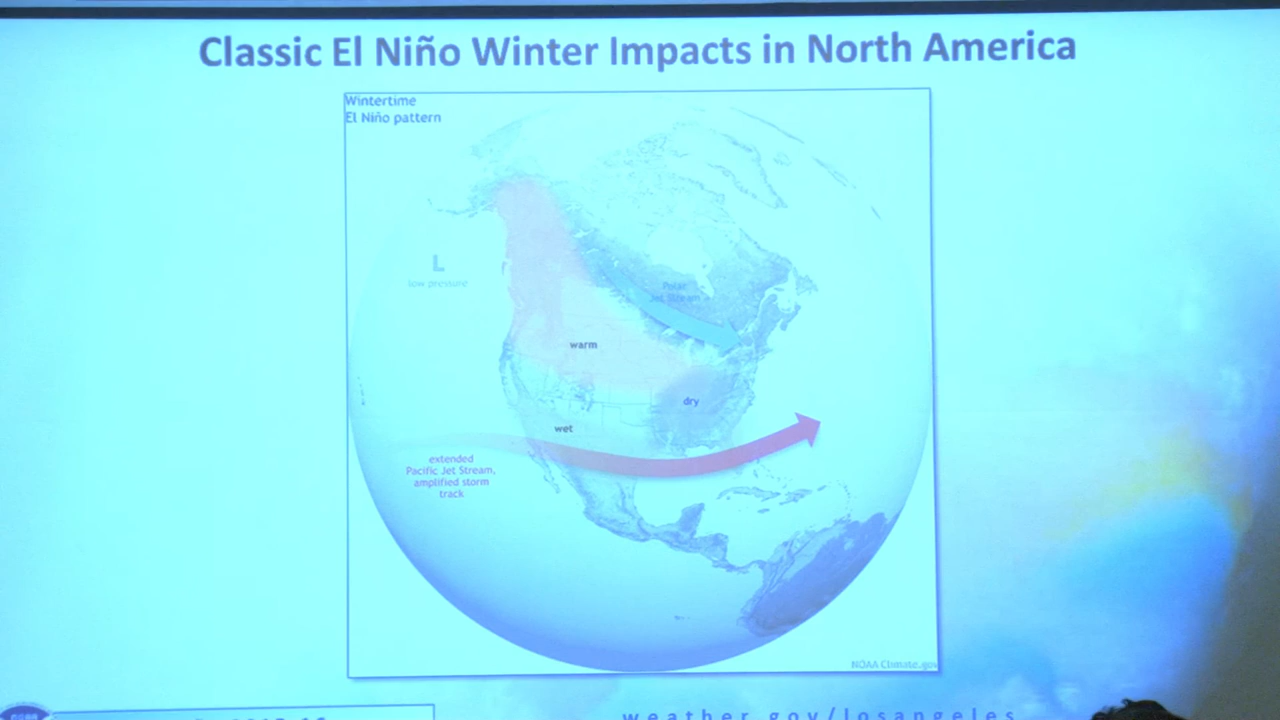 Classic El Niño Winter Impacts in North America
Wintertime
El Niño pattern
L
low pressure
Polar
Jet Stream
warm
dry
wet
extended
Pacific Jet Stream,
amplified storm
track
NOAA Climate.gov
weather.gov/losangeles